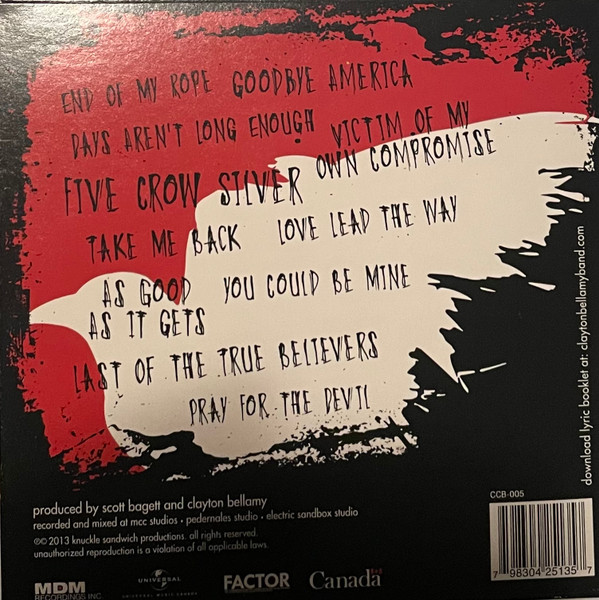 END OF MY ROPE GOODBYE AMERICA
DAYS AREN'T LONG ENOUGH VICTIM OF MY
OWN COMPROMISE
FIVE CROW SILVER
TAKE ME BACK LOVE LEAD THE WAY
AS GOOD YOU COULD BE MINE
AS IT GETS
LAST OF THE TRUE BELIEVERS
PRAY FOR THE DEVIL
download lyric booklet at: claytonbellamyband.com
produced by scott bagett and clayton bellamy
recorded and mixed at mcc studios • pedernales studio • electric sandbox studio
℗© 2013 knuckle sandwich productions. all rights reserved.
unauthorized reproduction is a violation of all applicable laws.
CCB-005
7 98304 25135 7
MDM
RECORDINGS INC.
UNIVERSAL
UNIVERSAL MUSIC CANADA
FACTOR
Canada